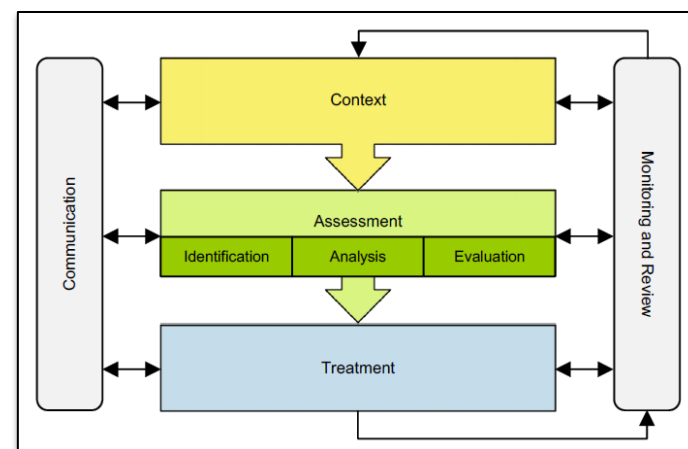 Communication
Context
Assessment
Identification
Analysis
Evaluation
Treatment
Monitoring and Review